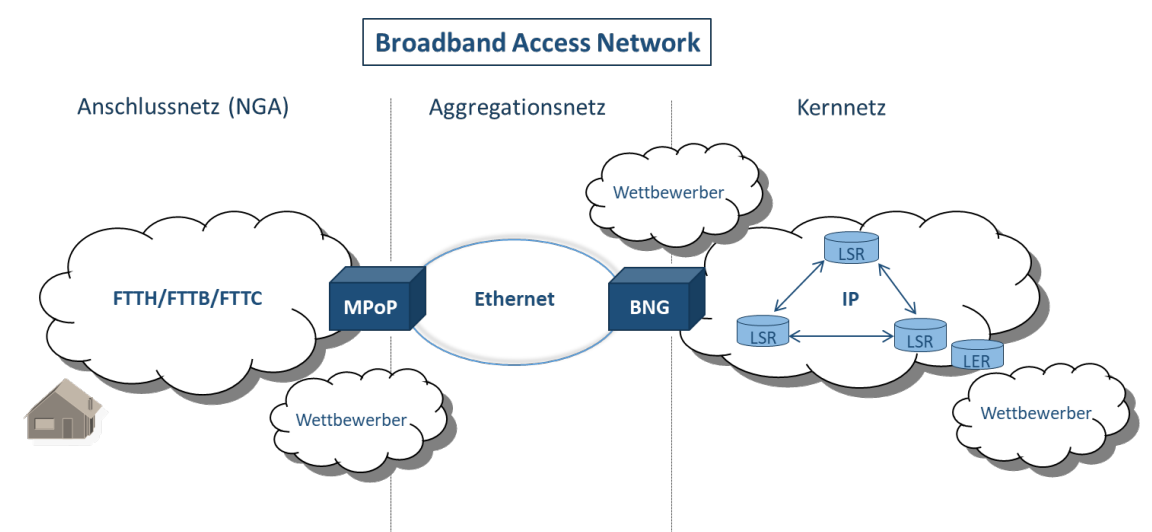 Broadband Access Network
Anschlussnetz (NGA)
Aggregationsnetz
Kernnetz
Wettbewerber
LSR
FTTH/FTTB/FTTC
MPoP
Ethernet
BNG
IP
LSR
LSR
LER
Wettbewerber
Wettbewerber